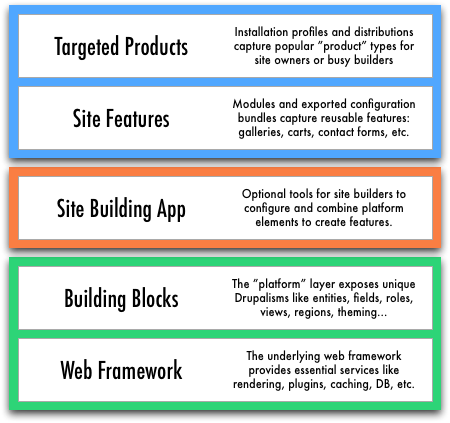 Targeted Products
Installation profiles and distributions
capture popular “product” types for
site owners or busy builders
Site Features
Modules and exported configuration
bundles capture reusable features:
galleries, carts, contact forms, etc.
Site Building App
Optional tools for site builders to
configure and combine platform
elements to create features.
Building Blocks
The “platform” layer exposes unique
Drupalisms like entities, fields, roles,
views, regions, theming...
Web Framework
The underlying web framework
provides essential services like
rendering, plugins, caching, DB, etc.